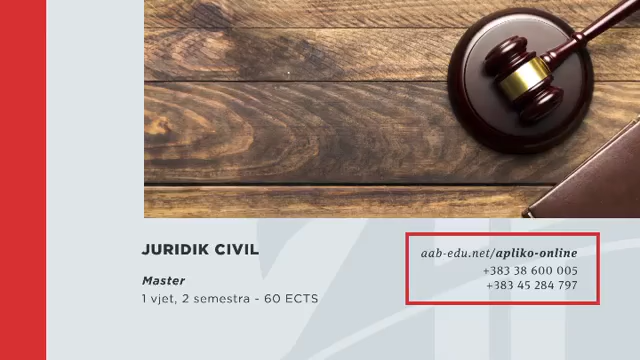 JURIDIK CIVIL
Master
1 vjet, 2 semestra - 60 ECTS
aab-edu.net/apliko-online
+383 38 600 005
+383 45 284 797